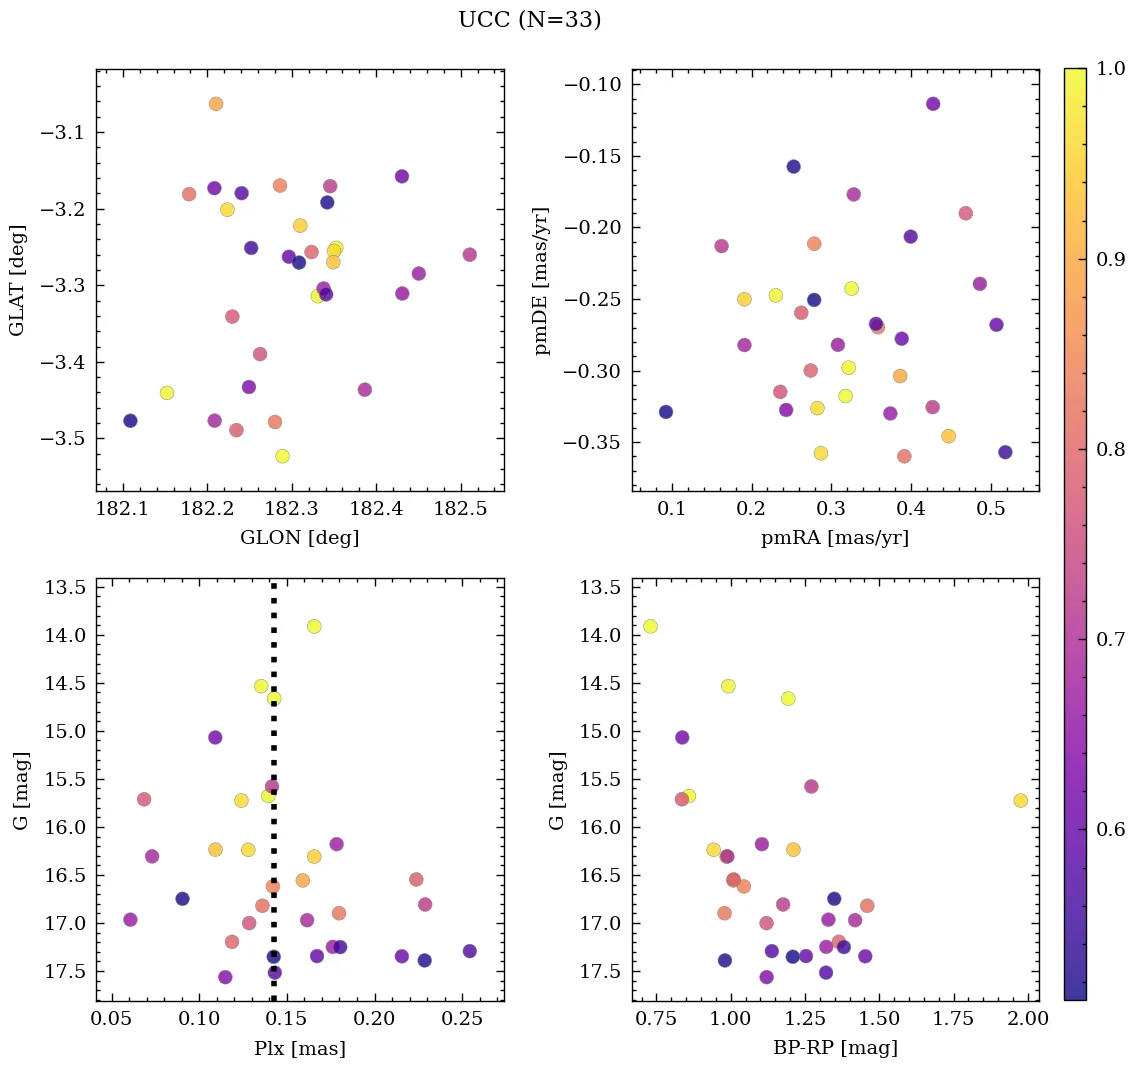 UCC (N=33)
−3.1
−3.2
−3.3
−3.4
−3.5
GLAT [deg]
182.1 182.2 182.3 182.4 182.5
GLON [deg]
−0.10
−0.15
−0.20
−0.25
−0.30
−0.35
pmDE [mas/yr]
0.1 0.2 0.3 0.4 0.5
pmRA [mas/yr]
1.0
0.9
0.8
0.7
0.6
13.5
14.0
14.5
15.0
15.5
16.0
16.5
17.0
17.5
G [mag]
0.05 0.10 0.15 0.20 0.25
Plx [mas]
13.5
14.0
14.5
15.0
15.5
16.0
16.5
17.0
17.5
G [mag]
0.75 1.00 1.25 1.50 1.75 2.00
BP-RP [mag]